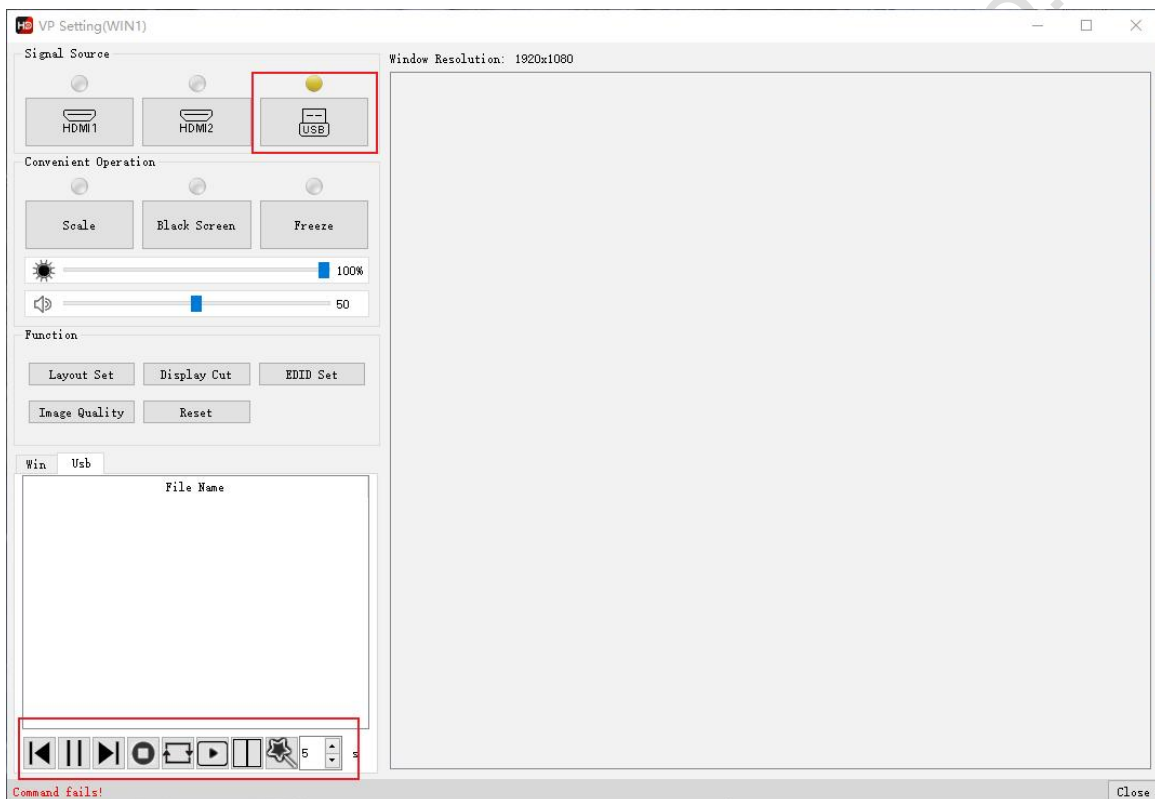 HD VP Setting(WIN1)
Signal Source
Window Resolution: 1920x1080
HDMI1 HDMI2 USB
Convenient Operation
Scale Black Screen Freeze
100%
50
Function
Layout Set Display Cut EDID Set
Image Quality Reset
Win Usb
File Name
5 s
Command fails! Close